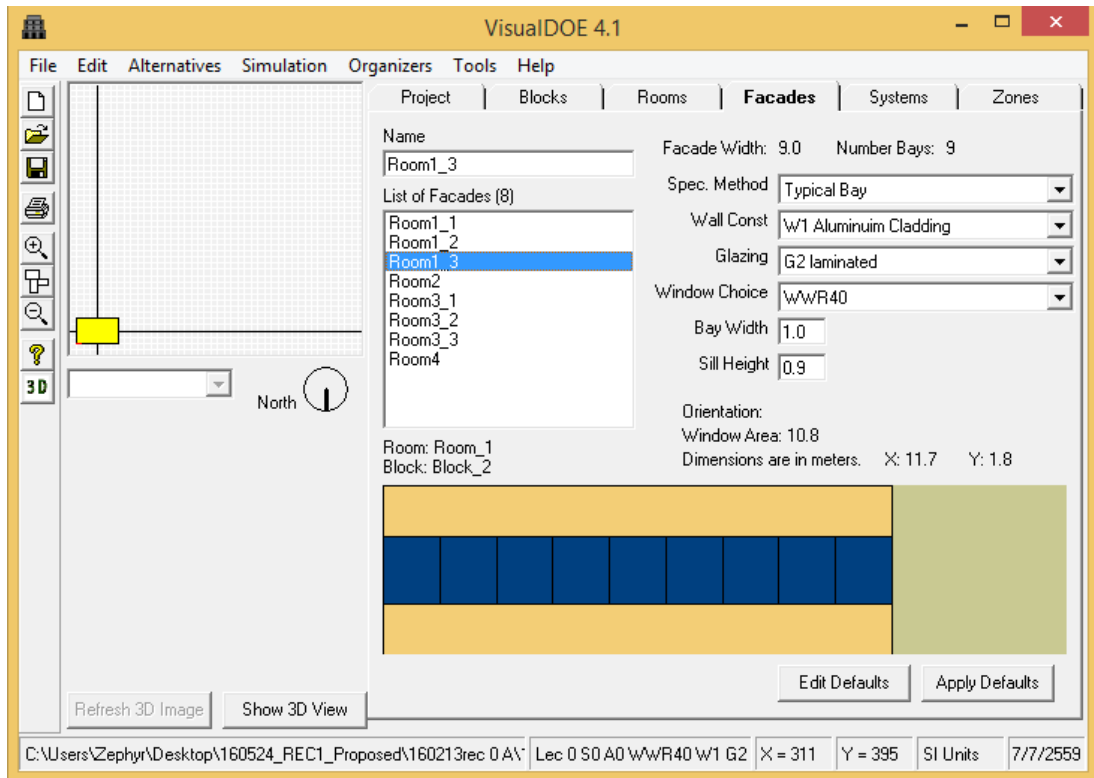 VisualDOE 4.1
File Edit Alternatives Simulation Organizers Tools Help
Project Blocks Rooms Facades Systems Zones
Name
Room1_3
List of Facades (8)
Room1_1
Room1_2
Room1_3
Room2
Room3_1
Room3_2
Room3_3
Room4
Room: Room_1
Block: Block_2
Facade Width: 9.0 Number Bays: 9
Spec. Method Typical Bay
Wall Const W1 Aluminuim Cladding
Glazing G2 laminated
Window Choice WWR40
Bay Width 1.0
Sill Height 0.9
Orientation:
Window Area: 10.8
Dimensions are in meters. X: 11.7 Y: 1.8
3D
North
Edit Defaults Apply Defaults
Refresh 3D Image Show 3D View
C:\Users\Zephyr\Desktop\160524_REC1_Proposed\160213rec 0 A\ Lec 0 S0 A0 WWR40 W1 G2 X = 311 Y = 395 SI Units 7/7/2559